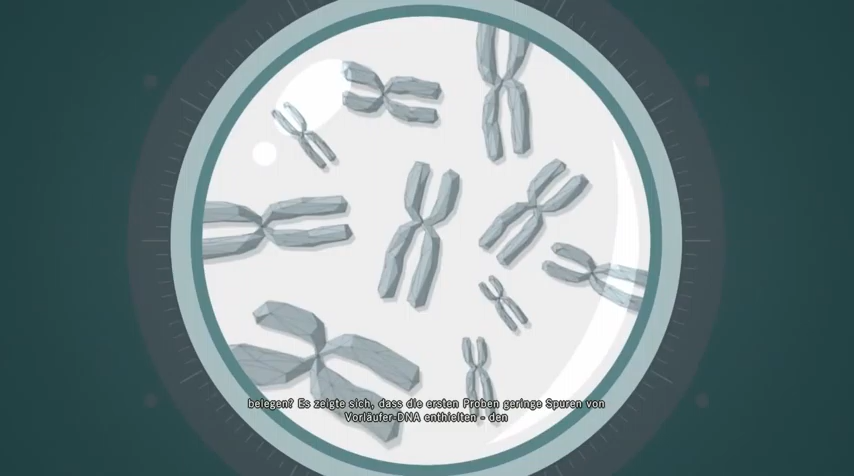 belegen? Es zeigte sich, dass die ersten Proben geringe Spuren von
Vorläufer-DNA enthielten - den